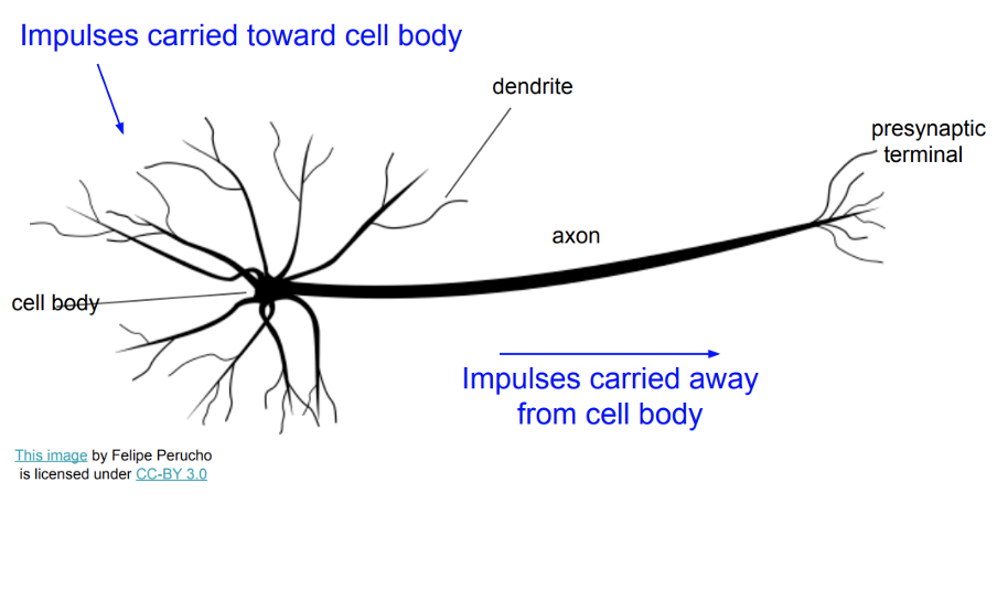 Impulses carried toward cell body
dendrite
presynaptic
terminal
axon
cell body
Impulses carried away
from cell body
This image by Felipe Perucho
is licensed under CC-BY 3.0